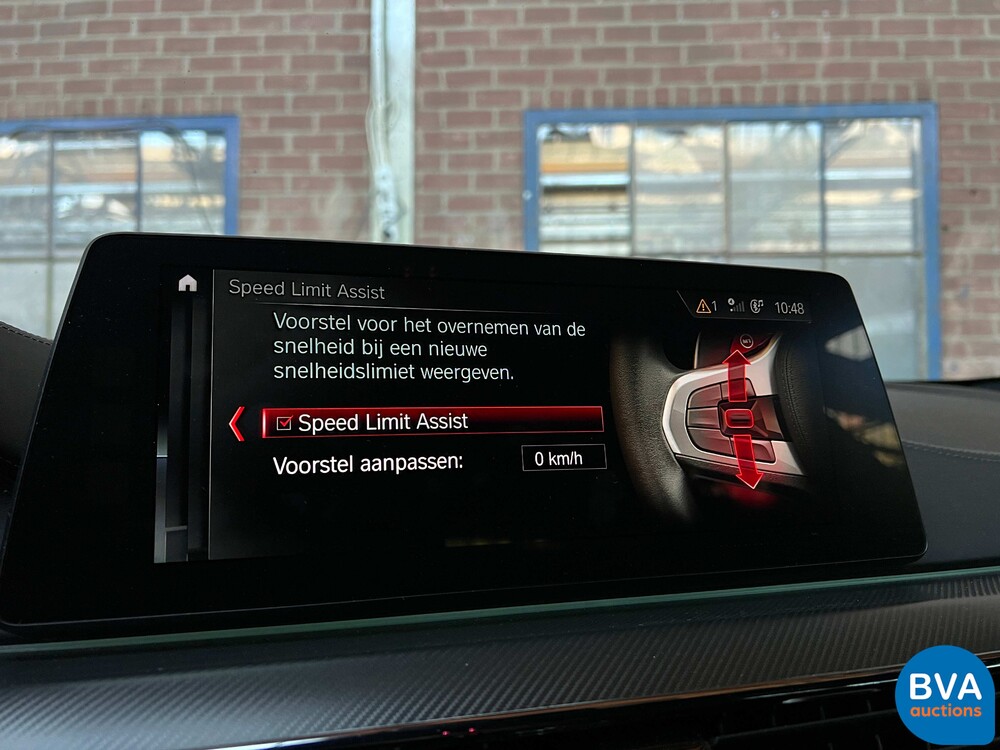 Speed Limit Assist
1
10:48
Voorstel voor het overnemen van de
snelheid bij een nieuwe
snelheidslimiet weergeven.
Speed Limit Assist
Voorstel aanpassen: 0 km/h
BVA
auctions